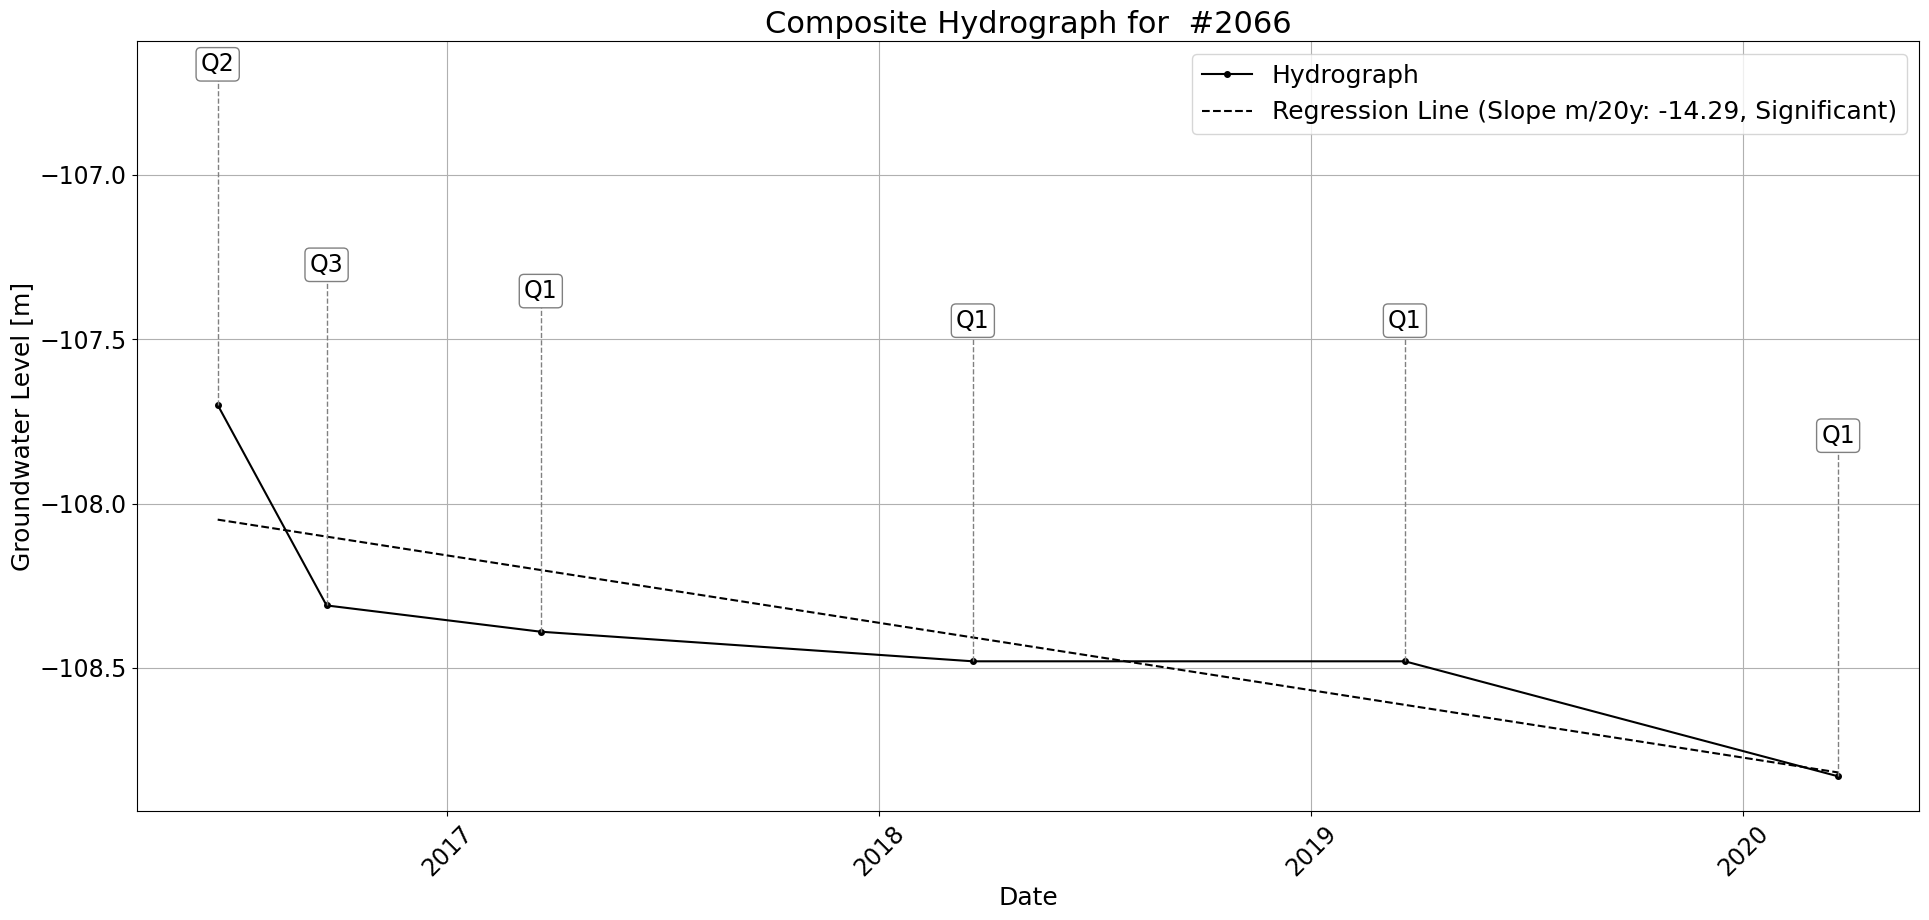 Composite Hydrograph for  #2066
Hydrograph
Regression Line (Slope m/20y: -14.29, Significant)
Q2
Q3
Q1
Q1
Q1
Q1
Groundwater Level [m]
−107.0
−107.5
−108.0
−108.5
2017
2018
2019
2020
Date